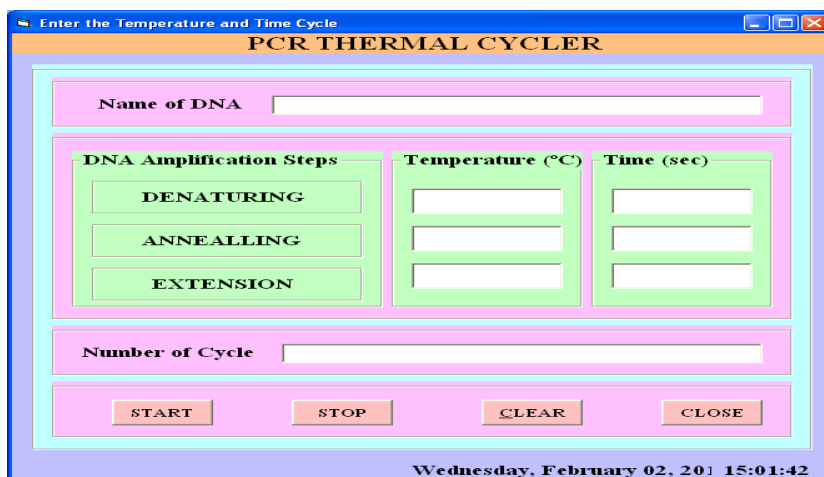 Enter the Temperature and Time Cycle
PCR THERMAL CYCLER
Name of DNA
DNA Amplification Steps Temperature (°C) Time (sec)
DENATURING
ANNEALLING
EXTENSION
Number of Cycle
START STOP CLEAR CLOSE
Wednesday, February 02, 15:01:42